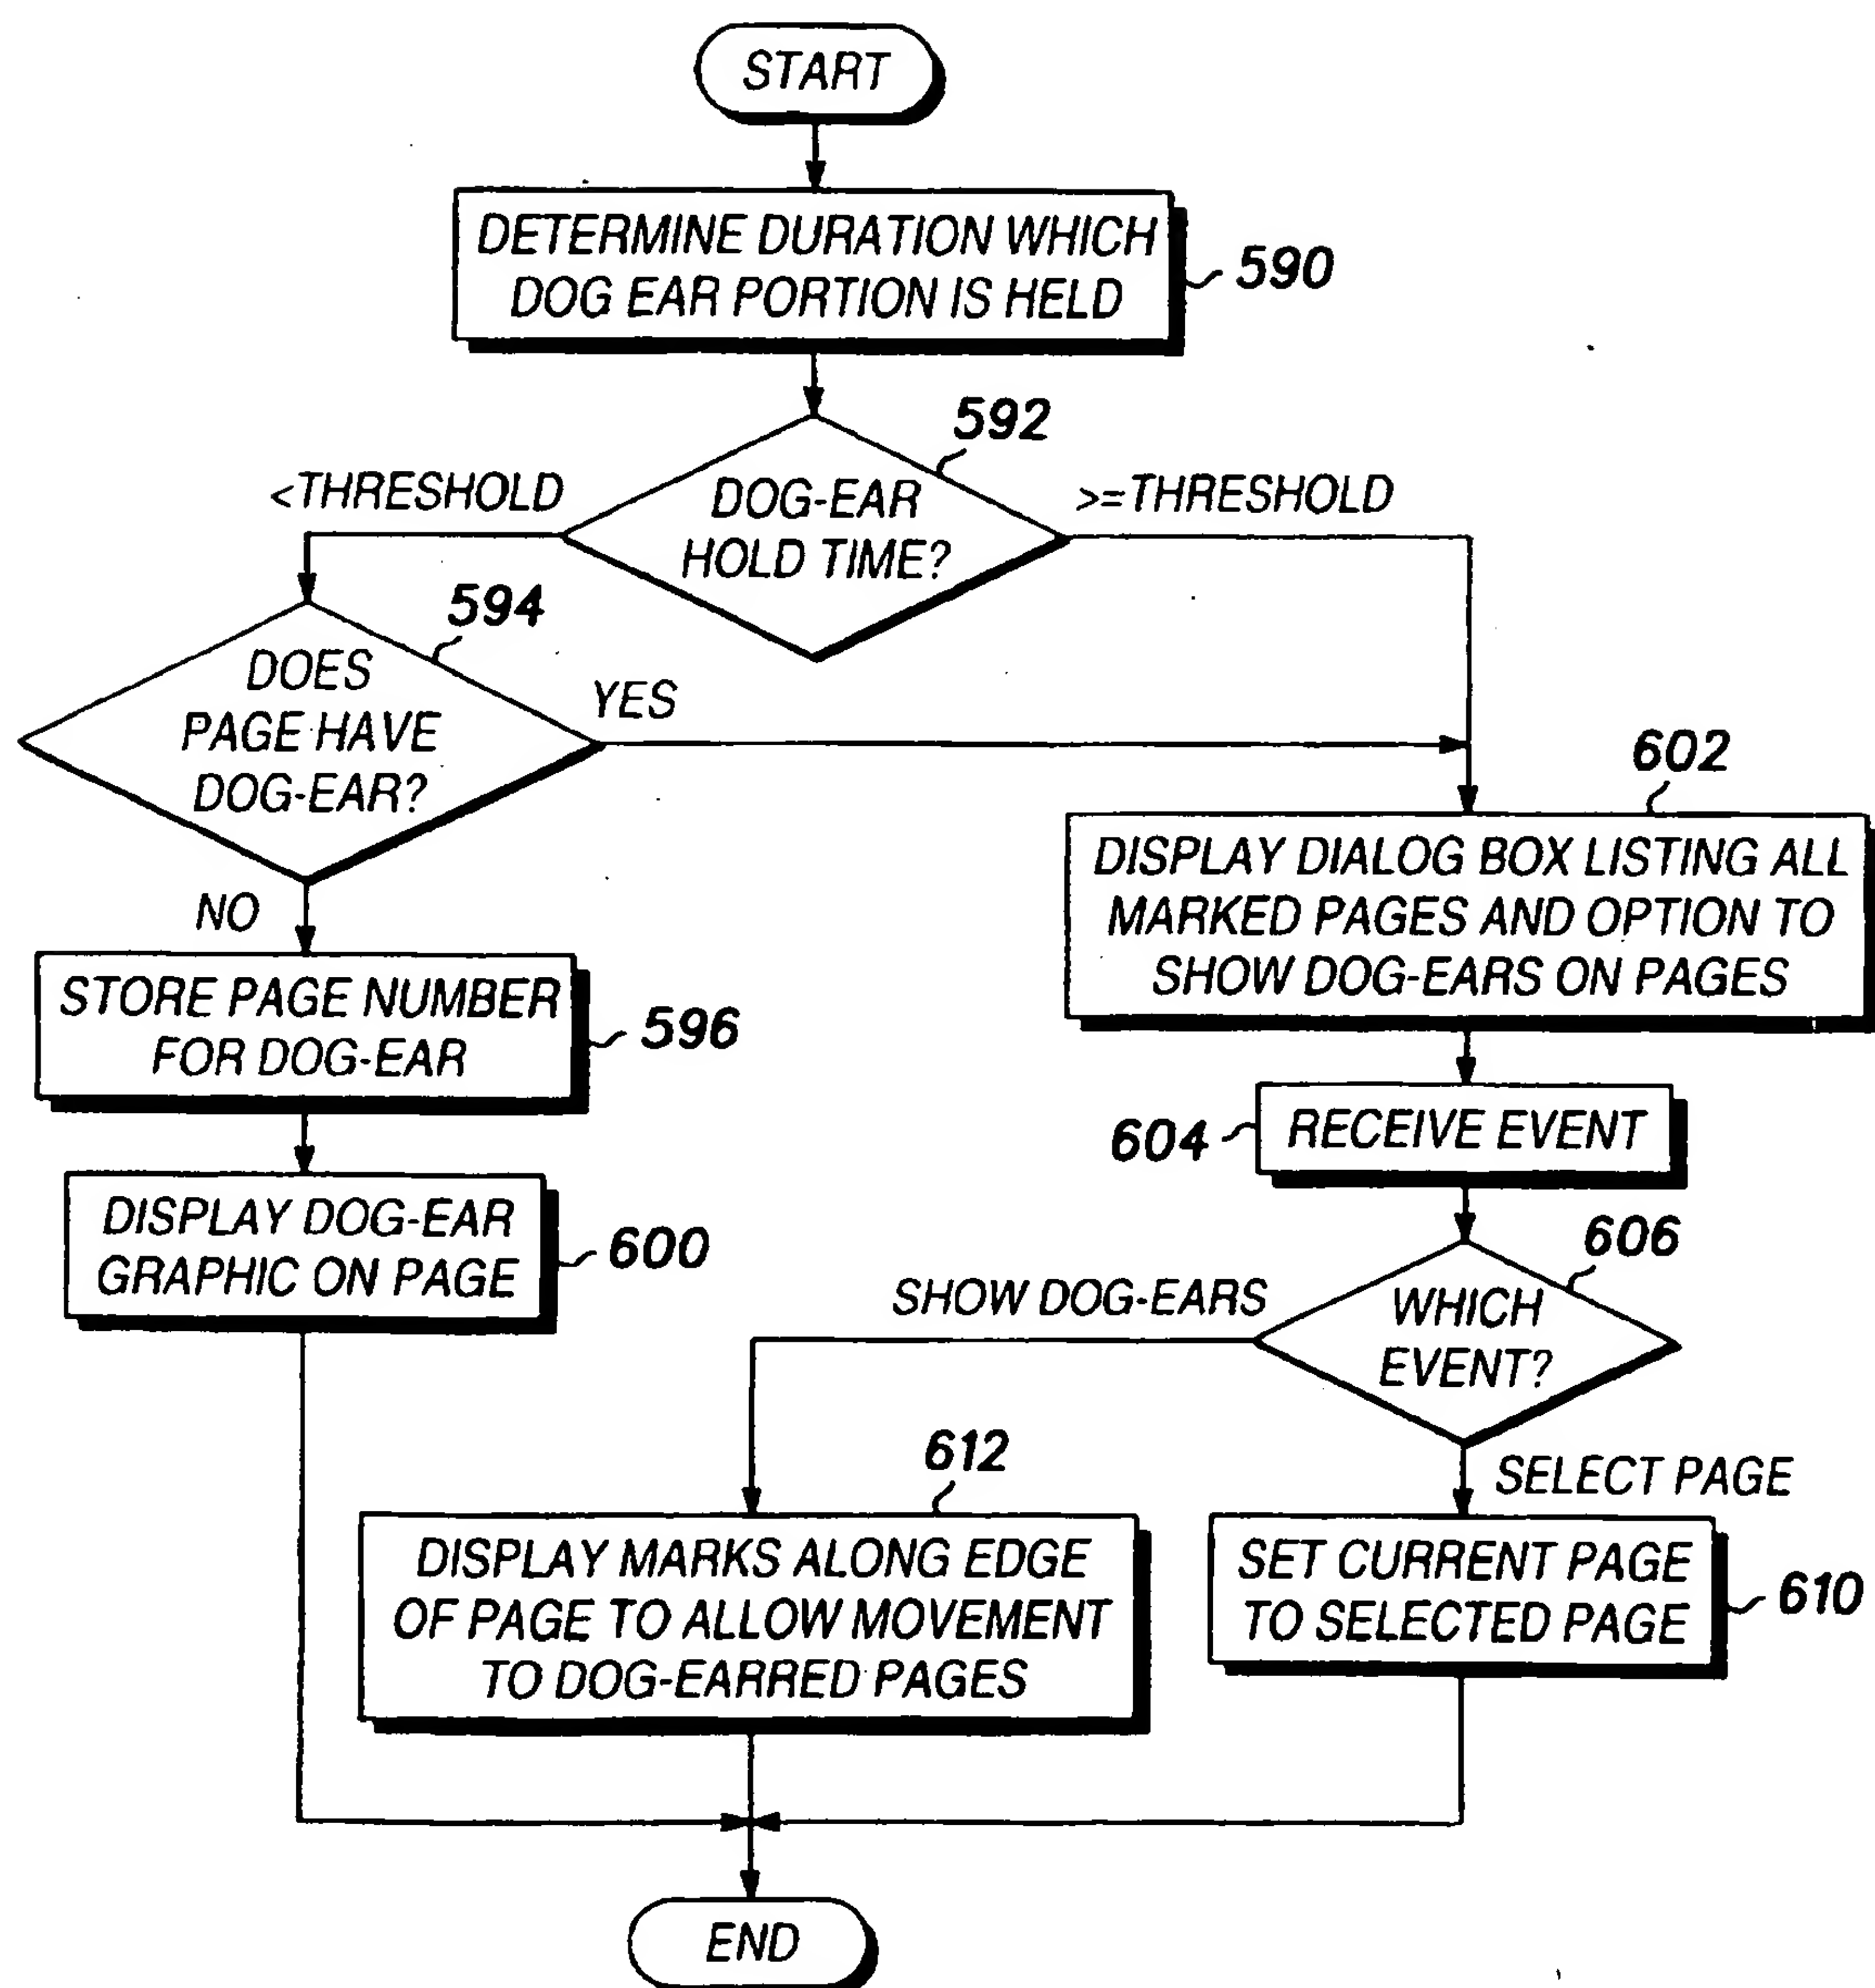 START
DETERMINE DURATION WHICH
DOG EAR PORTION IS HELD
590
592
<THRESHOLD
DOG-EAR
HOLD TIME?
>=THRESHOLD
594
DOES
PAGE HAVE
DOG-EAR?
YES
NO
602
DISPLAY DIALOG BOX LISTING ALL
MARKED PAGES AND OPTION TO
SHOW DOG-EARS ON PAGES
STORE PAGE NUMBER
FOR DOG-EAR
596
604
RECEIVE EVENT
DISPLAY DOG-EAR
GRAPHIC ON PAGE
600
606
SHOW DOG-EARS
WHICH
EVENT?
SELECT PAGE
612
DISPLAY MARKS ALONG EDGE
OF PAGE TO ALLOW MOVEMENT
TO DOG-EARRED PAGES
SET CURRENT PAGE
TO SELECTED PAGE
610
END